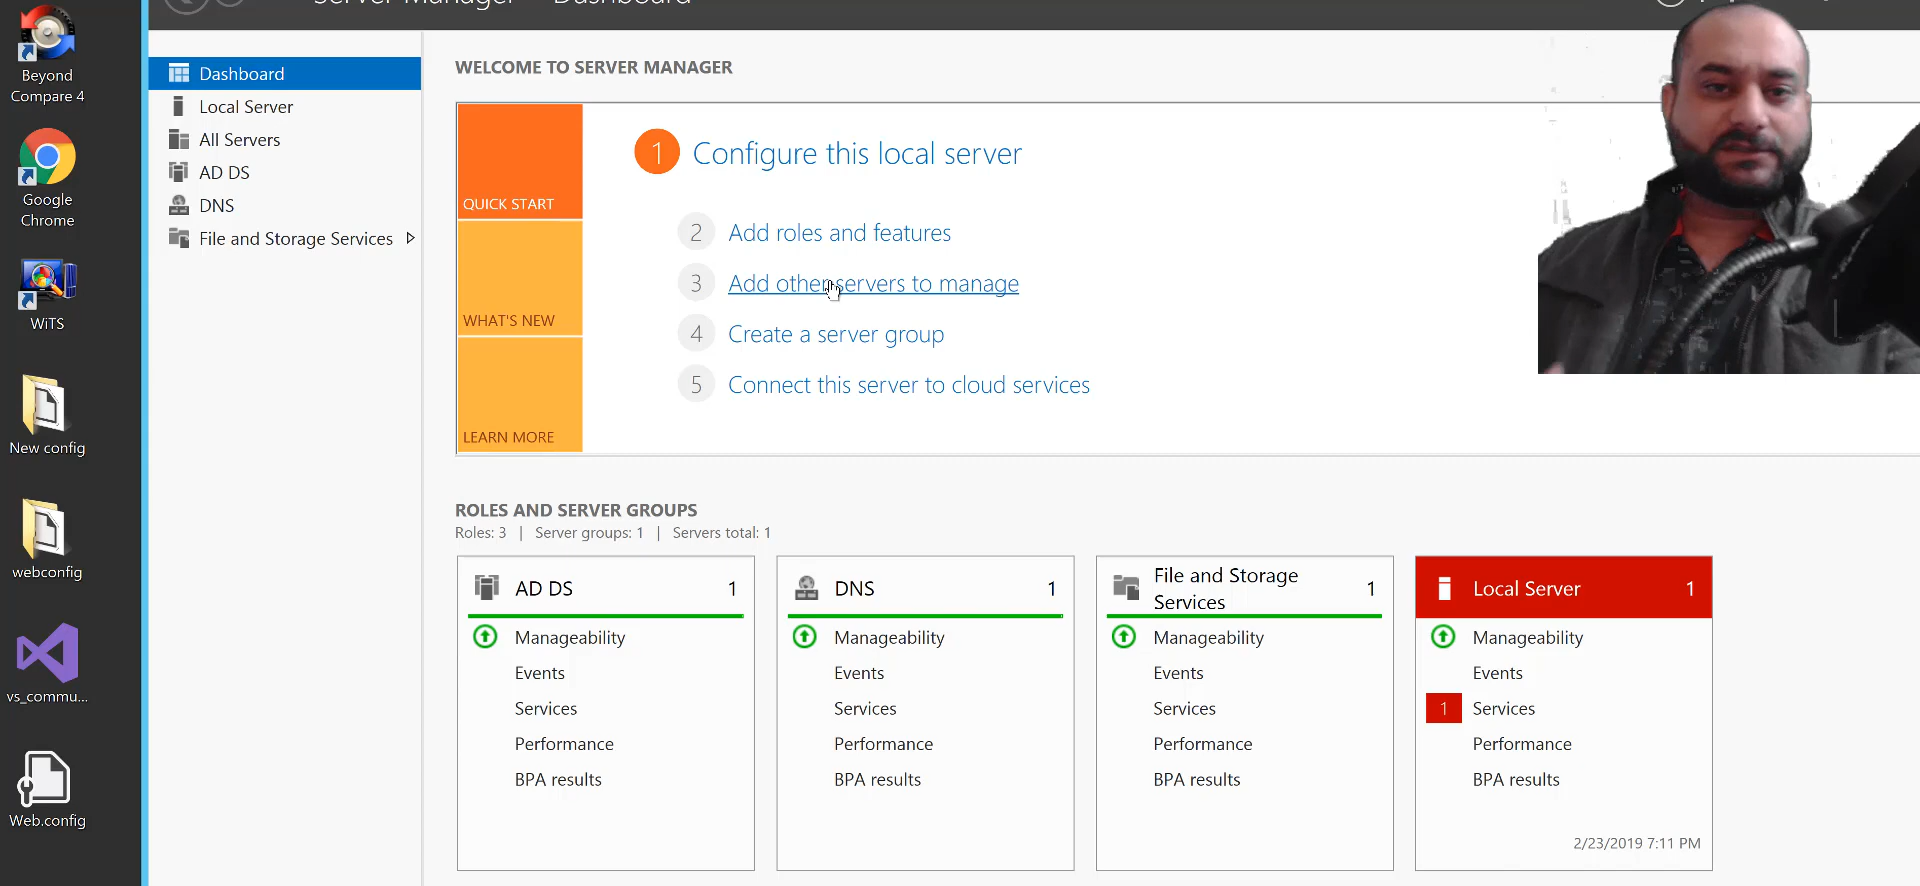 Server Manager
Dashboard
Beyond
Compare 4
Google
Chrome
WiTS
New config
webconfig
vs_commu...
Web.config
Dashboard
Local Server
All Servers
AD DS
DNS
File and Storage Services
WELCOME TO SERVER MANAGER
QUICK START
WHAT'S NEW
LEARN MORE
1 Configure this local server
2 Add roles and features
3 Add other servers to manage
4 Create a server group
5 Connect this server to cloud services
ROLES AND SERVER GROUPS
Roles: 3 | Server groups: 1 | Servers total: 1
AD DS 1
Manageability
Events
Services
Performance
BPA results
DNS 1
Manageability
Events
Services
Performance
BPA results
File and Storage
Services 1
Manageability
Events
Services
Performance
BPA results
Local Server 1
Manageability
Events
1 Services
Performance
BPA results
2/23/2019 7:11 PM